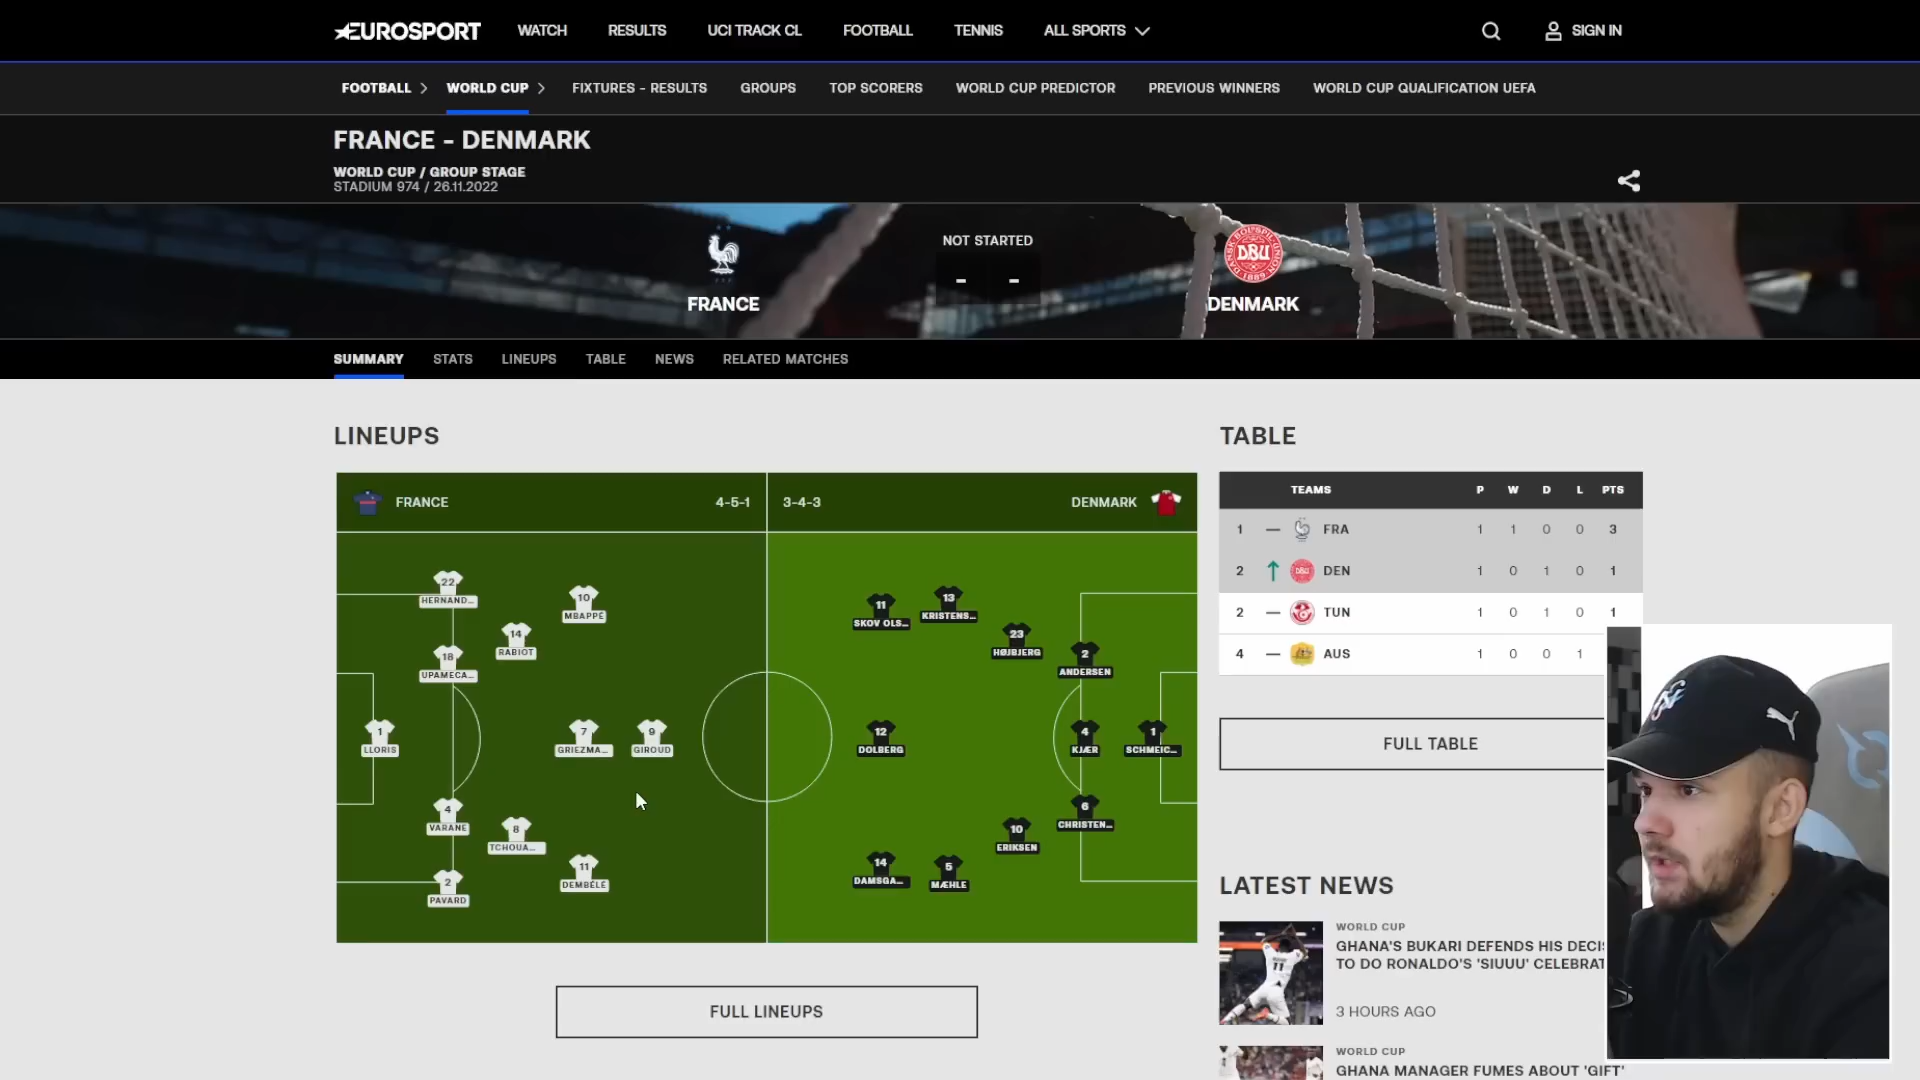 EUROSPORT WATCH RESULTS UCI TRACK CL FOOTBALL TENNIS ALL SPORTS SIGN IN
FOOTBALL WORLD CUP FIXTURES - RESULTS GROUPS TOP SCORERS WORLD CUP PREDICTOR PREVIOUS WINNERS WORLD CUP QUALIFICATION UEFA
FRANCE - DENMARK
WORLD CUP / GROUP STAGE
STADIUM 974 / 26.11.2022
NOT STARTED
- -
DBU
FRANCE DENMARK
SUMMARY STATS LINEUPS TABLE NEWS RELATED MATCHES
LINEUPS
FRANCE 4-5-1 3-4-3 DENMARK
22
HERNAND...
10
MBAPPÉ
14
RABIOT
18
UPAMECA...
1
LLORIS
7
GRIEZMA...
9
GIROUD
4
VARANE
8
TCHOUA...
11
DEMBÉLÉ
2
PAVARD
11
SKOV OLS...
13
KRISTENS...
23
HØJBJERG
2
ANDERSEN
12
DOLBERG
4
KJÆR
1
SCHMEIC...
6
CHRISTEN...
10
ERIKSEN
14
DAMSGA...
5
MÆHLE
FULL LINEUPS
TABLE
TEAMS P W D L PTS
1 FRA 1 1 0 0 3
2 DEN 1 0 1 0 1
2 TUN 1 0 1 0 1
4 AUS 1 0 0 1
FULL TABLE
LATEST NEWS
WORLD CUP
GHANA'S BUKARI DEFENDS HIS DECI
TO DO RONALDO'S 'SIUUU' CELEBRAT
3 HOURS AGO
WORLD CUP
GHANA MANAGER FUMES ABOUT 'GIFT'